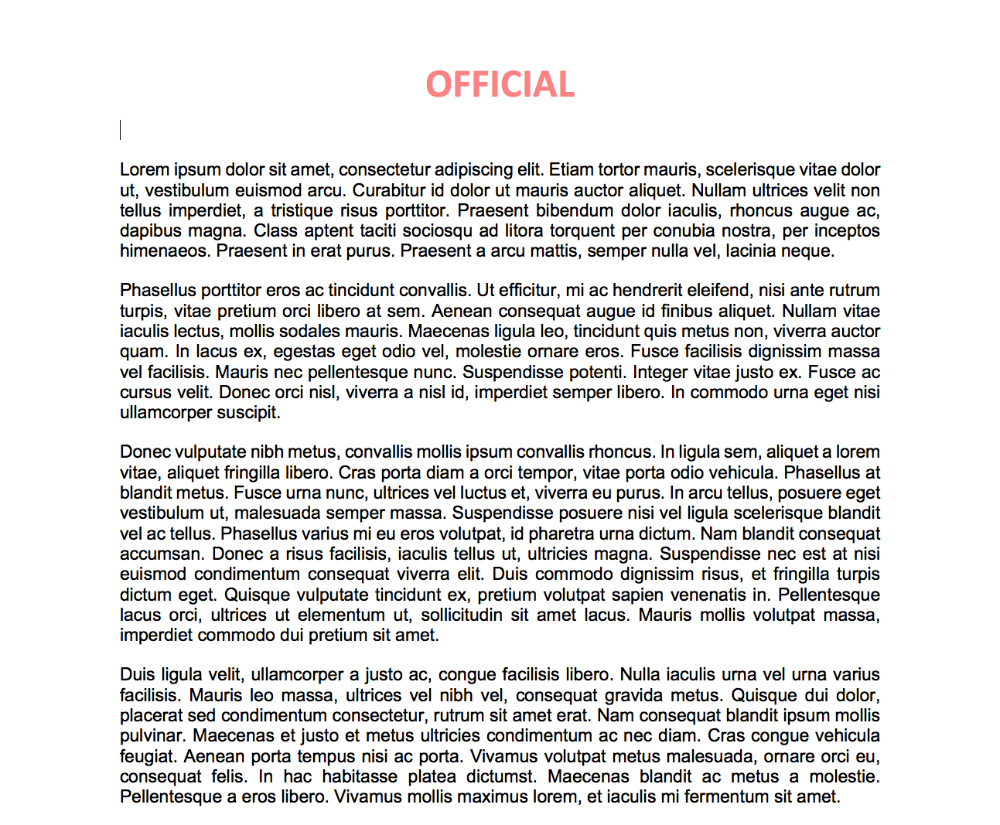 OFFICIAL
Lorem ipsum dolor sit amet, consectetur adipiscing elit. Etiam tortor mauris, scelerisque vitae dolor
ut, vestibulum euismod arcu. Curabitur id dolor ut mauris auctor aliquet. Nullam ultrices velit non
tellus imperdiet, a tristique risus porttitor. Praesent bibendum dolor iaculis, rhoncus augue ac,
dapibus magna. Class aptent taciti sociosqu ad litora torquent per conubia nostra, per inceptos
himenaeos. Praesent in erat purus. Praesent a arcu mattis, semper nulla vel, lacinia neque.
Phasellus porttitor eros ac tincidunt convallis. Ut efficitur, mi ac hendrerit eleifend, nisi ante rutrum
turpis, vitae pretium orci libero at sem. Aenean consequat augue id finibus aliquet. Nullam vitae
iaculis lectus, mollis sodales mauris. Maecenas ligula leo, tincidunt quis metus non, viverra auctor
quam. In lacus ex, egestas eget odio vel, molestie ornare eros. Fusce facilisis dignissim massa
vel facilisis. Mauris nec pellentesque nunc. Suspendisse potenti. Integer vitae justo ex. Fusce ac
cursus velit. Donec orci nisl, viverra a nisl id, imperdiet semper libero. In commodo urna eget nisi
ullamcorper suscipit.
Donec vulputate nibh metus, convallis mollis ipsum convallis rhoncus. In ligula sem, aliquet a lorem
vitae, aliquet fringilla libero. Cras porta diam a orci tempor, vitae porta odio vehicula. Phasellus at
blandit metus. Fusce urna nunc, ultrices vel luctus et, viverra eu purus. In arcu tellus, posuere eget
vestibulum ut, malesuada semper massa. Suspendisse posuere nisi vel ligula scelerisque blandit
vel ac tellus. Phasellus varius mi eu eros volutpat, id pharetra urna dictum. Nam blandit consequat
accumsan. Donec a risus facilisis, iaculis tellus ut, ultricies magna. Suspendisse nec est at nisi
euismod condimentum consequat viverra elit. Duis commodo dignissim risus, et fringilla turpis
dictum eget. Quisque vulputate tincidunt ex, pretium volutpat sapien venenatis in. Pellentesque
lacus orci, ultrices ut elementum ut, sollicitudin sit amet lacus. Mauris mollis volutpat massa,
imperdiet commodo dui pretium sit amet.
Duis ligula velit, ullamcorper a justo ac, congue facilisis libero. Nulla iaculis urna vel urna varius
facilisis. Mauris leo massa, ultrices vel nibh vel, consequat gravida metus. Quisque dui dolor,
placerat sed condimentum consectetur, rutrum sit amet erat. Nam consequat blandit ipsum mollis
pulvinar. Maecenas et justo et metus ultricies condimentum ac nec diam. Cras congue vehicula
feugiat. Aenean porta tempus nisi ac porta. Vivamus volutpat metus malesuada, ornare orci eu,
consequat felis. In hac habitasse platea dictumst. Maecenas blandit ac metus a molestie.
Pellentesque a eros libero. Vivamus mollis maximus lorem, et iaculis mi fermentum sit amet.